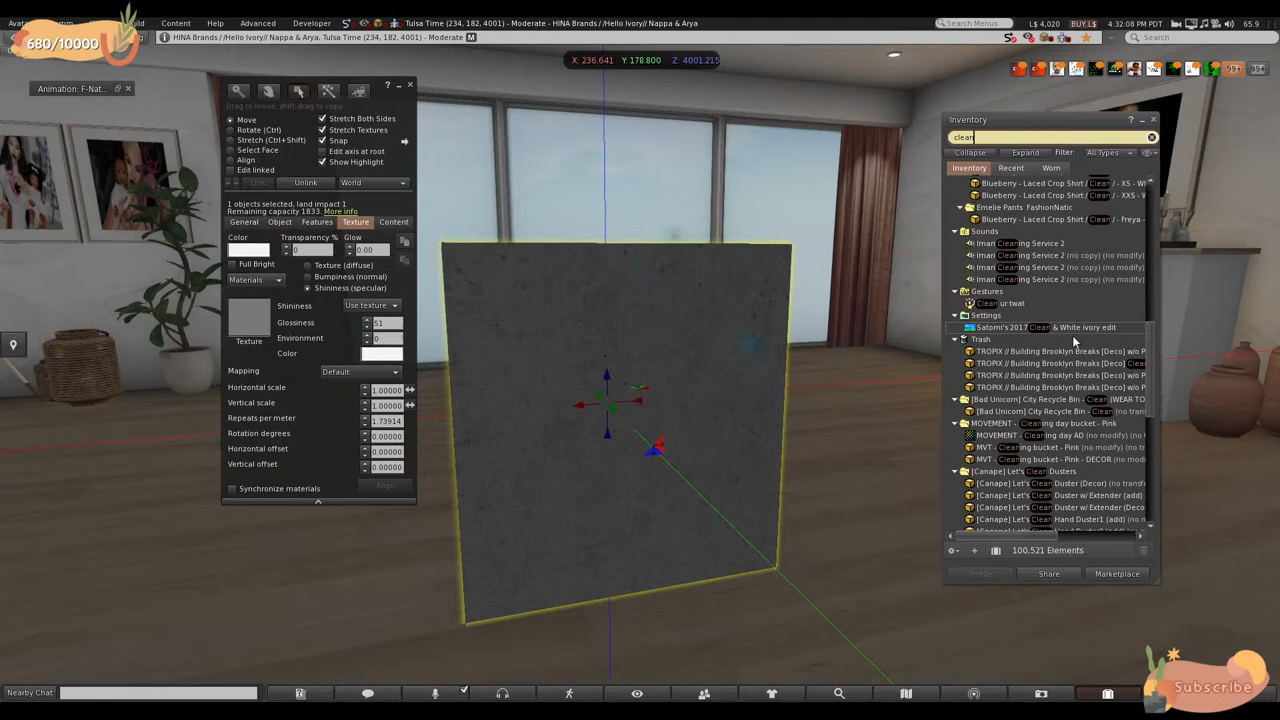 Avatar Comm Content Help Advanced Developer Tulsa Time (234, 182, 4001) - Moderate - HINA Brands / /Hello Ivory// Nappa & Arya Search Menus L$ 4,020 BUY L$ 4:32:08 PM PDT 65.9
680/10000
HINA Brands / /Hello Ivory// Nappa & Arya, Tulsa Time (234, 182, 4001) - Moderate M Search
X: 236.641 Y: 178.800 Z: 4001.215
99+ 99+
Animation: F-Nat...
Drag to move, shift-drag to copy
Move
Rotate (Ctrl)
Stretch (Ctrl+Shift)
Select Face
Align
Edit linked
Stretch Both Sides
Stretch Textures
Snap
Edit axis at root
Show Highlight
Link Unlink World
1 objects selected, land impact 1
Remaining capacity 1833. More info
General Object Features Texture Content
Color Transparency % Glow
0 0.00
Full Bright
Materials
Texture (diffuse)
Bumpiness (normal)
Shininess (specular)
Texture
Shininess Use texture
Glossiness 51
Environment 0
Color
Mapping Default
Horizontal scale 1.00000
Vertical scale 1.00000
Repeats per meter 1.73914
Rotation degrees 0.00000
Horizontal offset 0.00000
Vertical offset 0.00000
Synchronize materials Align
Inventory
clean
Collapse Expand Filter: All Types
Inventory Recent Worn
Blueberry - Laced Crop Shirt / Clean / - XS - W
Blueberry - Laced Crop Shirt / Clean / - XXS - W
Emelie Pants FashionNatic
Blueberry - Laced Crop Shirt / Clean / - Freya -
Sounds
Iman Cleaning Service 2
Iman Cleaning Service 2 (no copy) (no modify)
Iman Cleaning Service 2 (no copy) (no modify)
Iman Cleaning Service 2 (no copy) (no modify)
Gestures
Clean ur twat
Settings
Satomi's 2017 Clean & White ivory edit
Trash
TROPIX // Building Brooklyn Breaks [Deco] w/o P
TROPIX // Building Brooklyn Breaks [Deco] Clean
TROPIX // Building Brooklyn Breaks [Deco] w/o P
TROPIX // Building Brooklyn Breaks [Deco] w/o P
[Bad Unicorn] City Recycle Bin - Clean (WEAR TO
[Bad Unicorn] City Recycle Bin - Clean (no tran
MOVEMENT - Cleaning day bucket - Pink
MOVEMENT - Cleaning day AD (no modify) (no t
MVT - Cleaning bucket - Pink (no modify) (no
MVT - Cleaning bucket - Pink - DECOR (no
[Canape] Let's Clean Dusters
[Canape] Let's Clean Duster (Decor) (no transf
[Canape] Let's Clean Duster w/ Extender (add)
[Canape] Let's Clean Duster w/ Extender (Deco
[Canape] Let's Clean Hand Duster1 (add) (no
100,521 Elements
Profile Share Marketplace
Nearby Chat
Subscribe